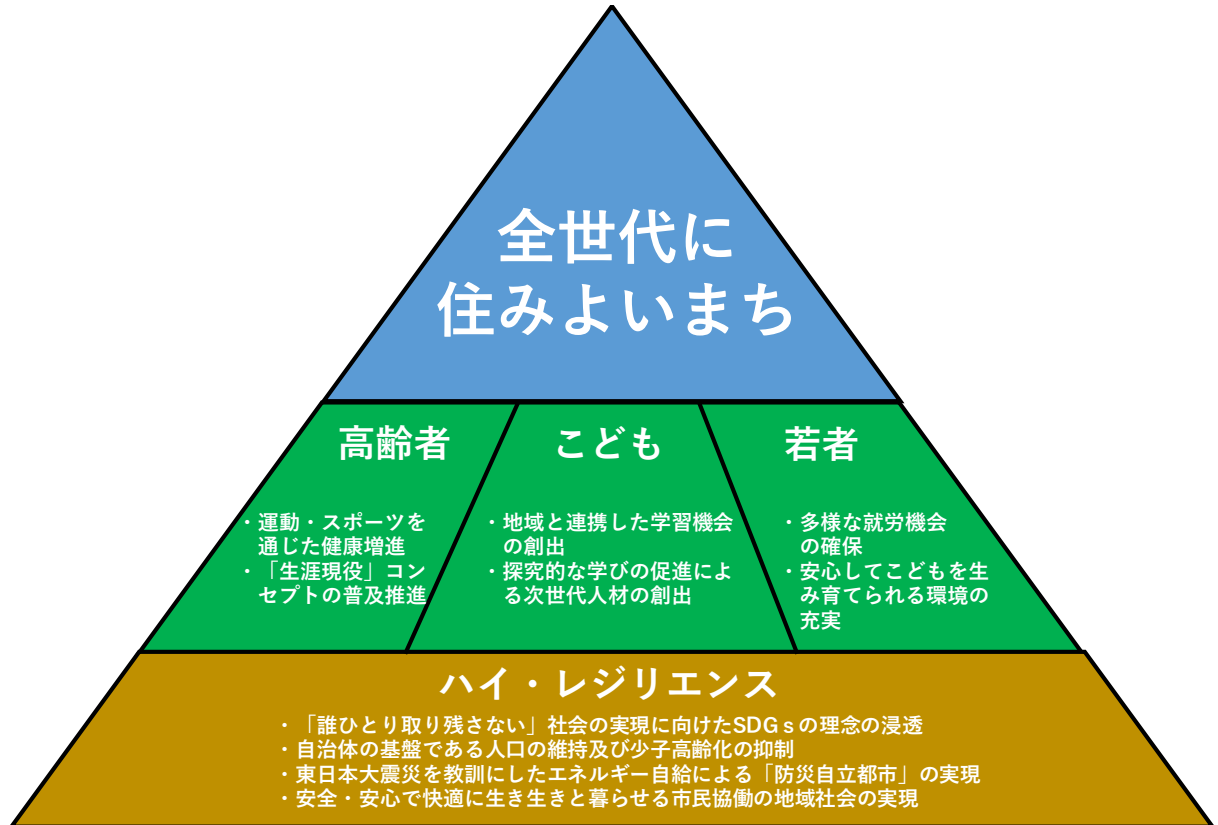 全世代に
住みよいまち
高齢者
・運動・スポーツを
通じた健康増進
・「生涯現役」コン
セプトの普及推進
こども
・地域と連携した学習機会
の創出
・探究的な学びの促進によ
る次世代人材の創出
若者
・多様な就労機会
の確保
・安心してこどもを生
み育てられる環境の
充実
ハイ・レジリエンス
・「誰ひとり取り残さない」社会の実現に向けたSDGｓの理念の浸透
・自治体の基盤である人口の維持及び少子高齢化の抑制
・東日本大震災を教訓にしたエネルギー自給による「防災自立都市」の実現
・安全・安心で快適に生き生きと暮らせる市民協働の地域社会の実現